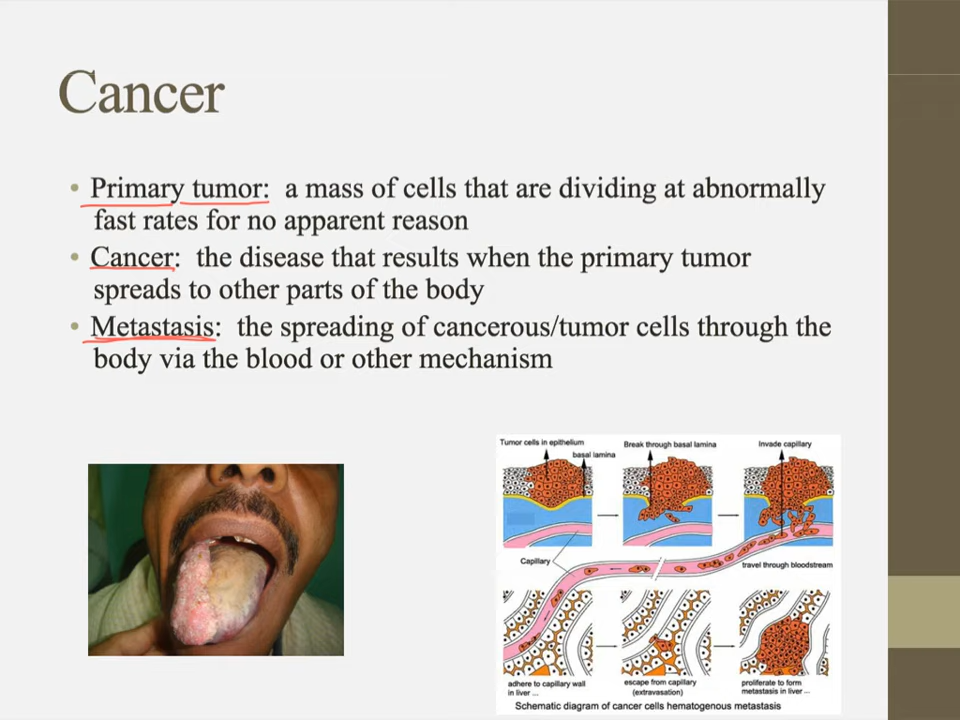 Cancer
• Primary tumor: a mass of cells that are dividing at abnormally
fast rates for no apparent reason
• Cancer: the disease that results when the primary tumor
spreads to other parts of the body
• Metastasis: the spreading of cancerous/tumor cells through the
body via the blood or other mechanism
Tumor cells in epithelium
basal lamina
Break through basal lamina
Invade capillary
Capillary
travel through bloodstream
adhere to capillary wall
in liver ...
escape from capillary
(extravasation)
proliferate to form
metastasis in liver ...
Schematic diagram of cancer cells hematogenous metastasis